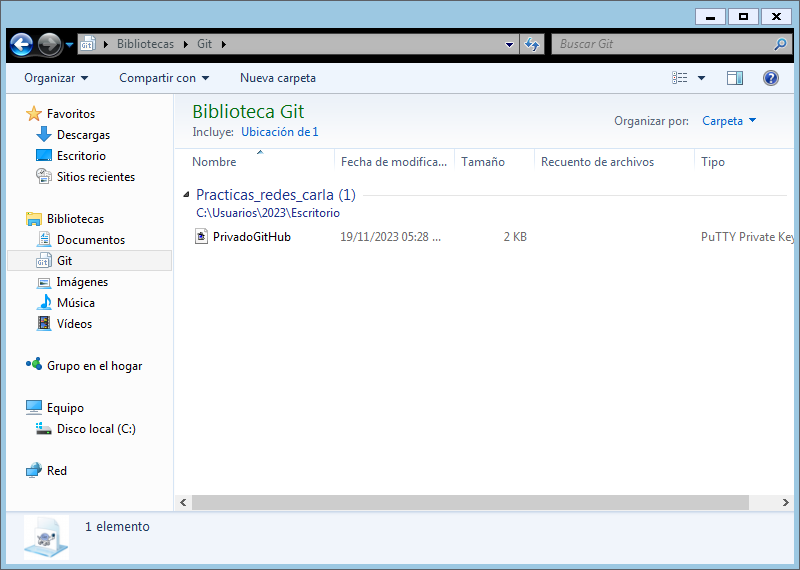 Git Bibliotecas Git Buscar Git
Organizar Compartir con Nueva carpeta
Favoritos
Descargas
Escritorio
Sitios recientes
Bibliotecas
Documentos
Git Git
Imágenes
Música
Vídeos
Grupo en el hogar
Equipo
Disco local (C:)
Red
Biblioteca Git
Incluye: Ubicación de 1
Organizar por: Carpeta
Nombre Fecha de modifica... Tamaño Recuento de archivos Tipo
Practicas_redes_carla (1)
C:\Usuarios\2023\Escritorio
PrivadoGitHub 19/11/2023 05:28 ... 2 KB PuTTY Private Key
1 elemento